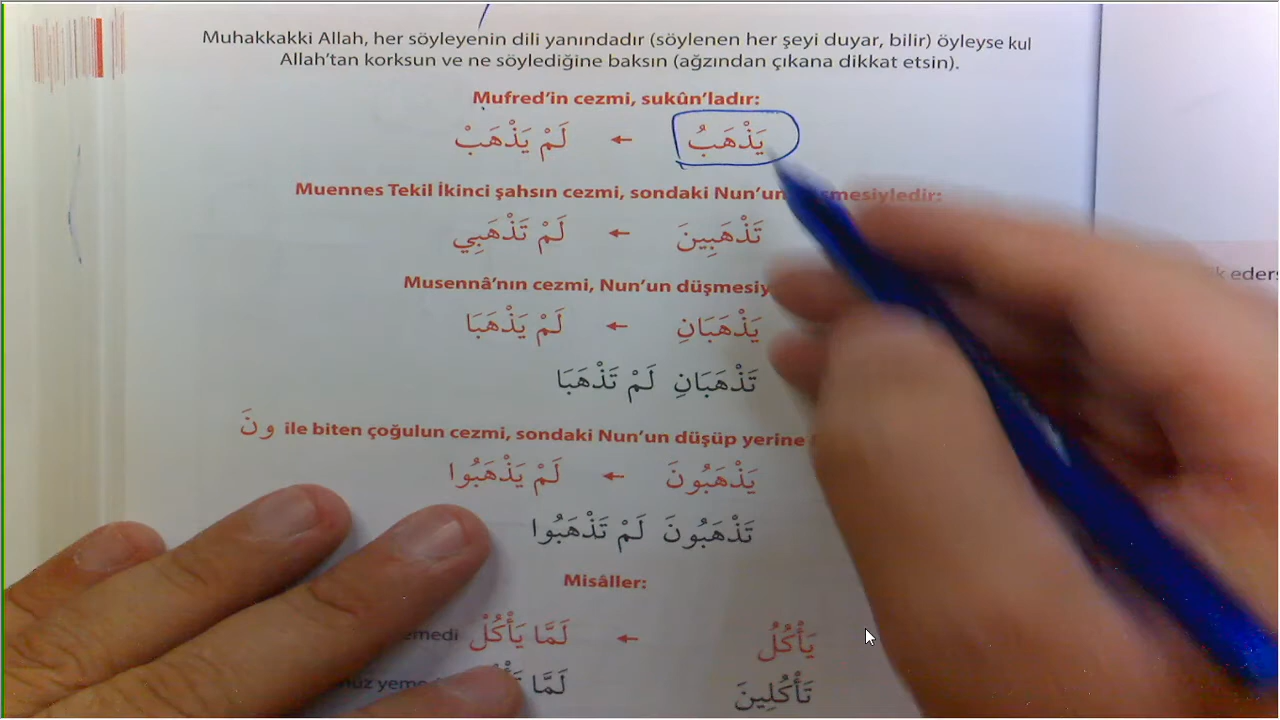 Muhakkakki Allah, her söyleyenin dili yanındadır (söylenen her şeyi duyar, bilir) öyleyse kul
Allah'tan korksun ve ne söylediğine baksın (ağzından çıkana dikkat etsin).
Mufred'in cezmi, sukûn'ladır:
يَذْهَبُ ← لَمْ يَذْهَبْ
Muennes Tekil İkinci şahsın cezmi, sondaki Nun'un
تَذْهَبِينَ ← لَمْ تَذْهَبِي
Musennâ'nın cezmi, Nun'un
يَذْهَبَانِ ← لَمْ يَذْهَبَا
تَذْهَبَانِ لَمْ تَذْهَبَا
ونَ ile biten çoğulun cezmi, sondaki Nun'un düşüp yerine
يَذْهَبُونَ ← لَمْ يَذْهَبُوا
تَذْهَبُونَ لَمْ تَذْهَبُوا
Misâller:
يَأْكُلُ ← لَمَّا يَأْكُلْ
تَأْكُلِينَ لَمَّا